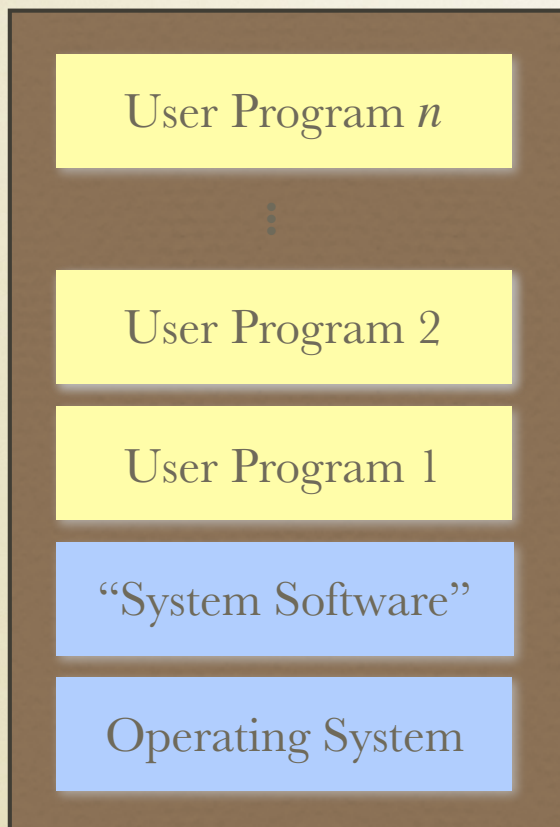 User Program n
⋮
User Program 2
User Program 1
“System Software”
Operating System